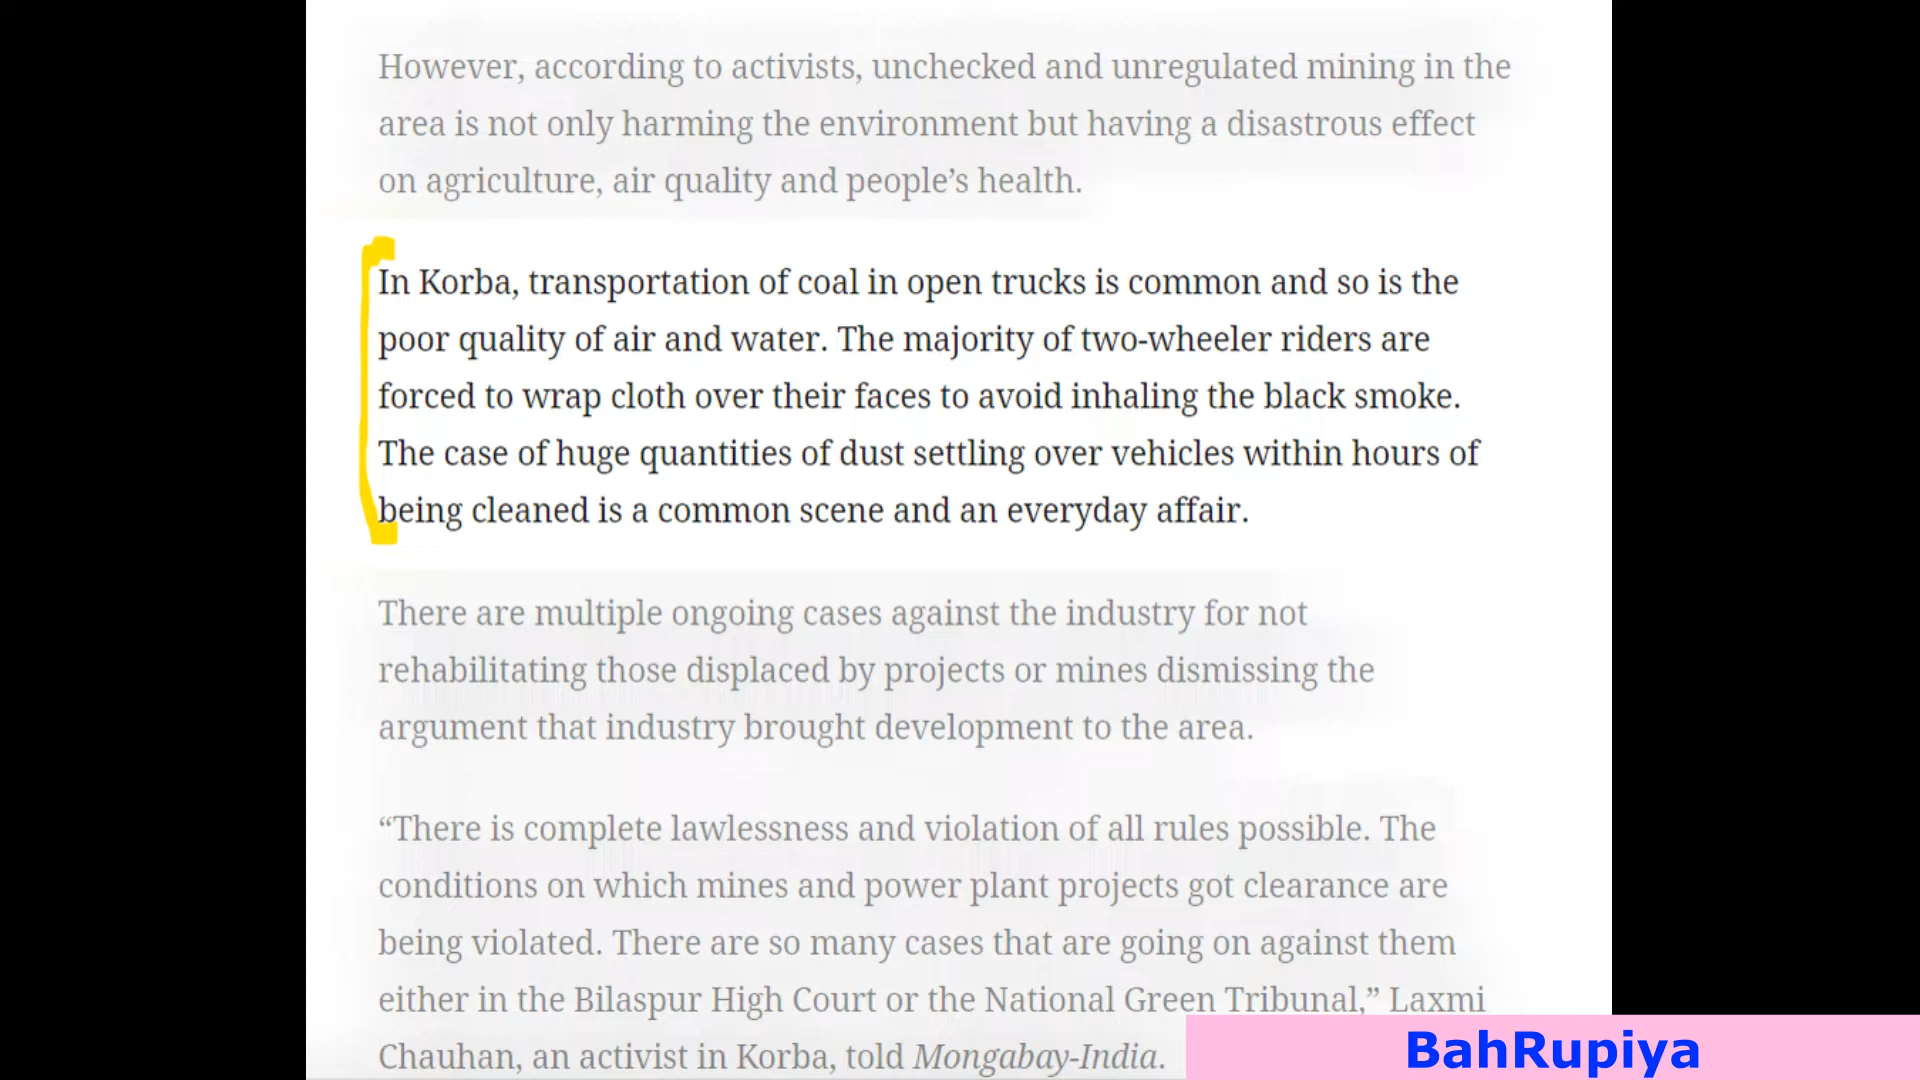 However, according to activists, unchecked and unregulated mining in the
area is not only harming the environment but having a disastrous effect
on agriculture, air quality and people’s health.
In Korba, transportation of coal in open trucks is common and so is the
poor quality of air and water. The majority of two-wheeler riders are
forced to wrap cloth over their faces to avoid inhaling the black smoke.
The case of huge quantities of dust settling over vehicles within hours of
being cleaned is a common scene and an everyday affair.
There are multiple ongoing cases against the industry for not
rehabilitating those displaced by projects or mines dismissing the
argument that industry brought development to the area.
“There is complete lawlessness and violation of all rules possible. The
conditions on which mines and power plant projects got clearance are
being violated. There are so many cases that are going on against them
either in the Bilaspur High Court or the National Green Tribunal,” Laxmi
Chauhan, an activist in Korba, told Mongabay-India.
BahRupiya